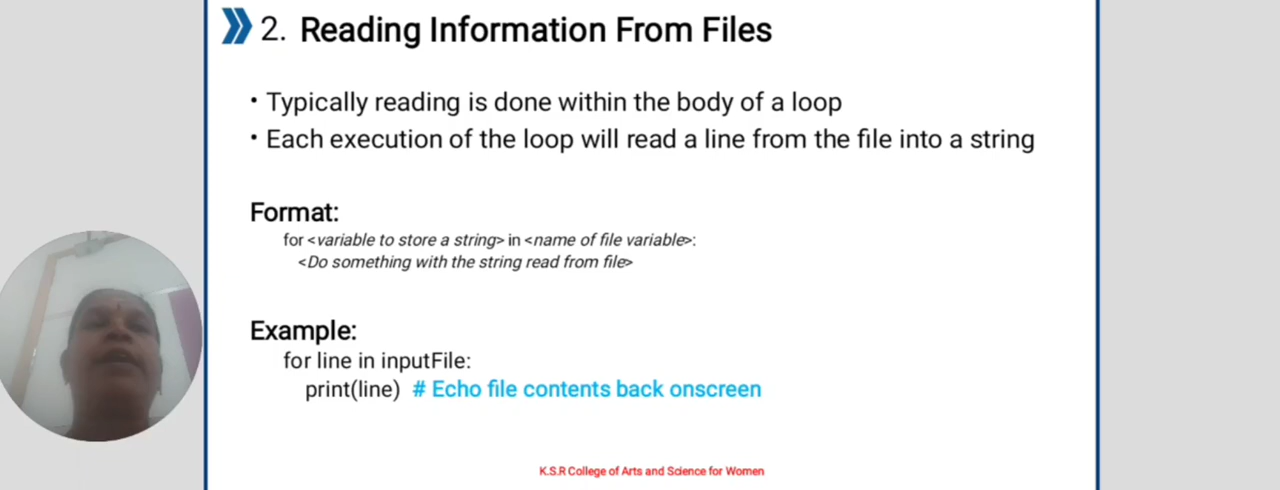 2. Reading Information From Files
• Typically reading is done within the body of a loop
• Each execution of the loop will read a line from the file into a string
Format:
for <variable to store a string> in <name of file variable>:
<Do something with the string read from file>
Example:
for line in inputFile:
print(line) # Echo file contents back onscreen
K.S.R College of Arts and Science for Women